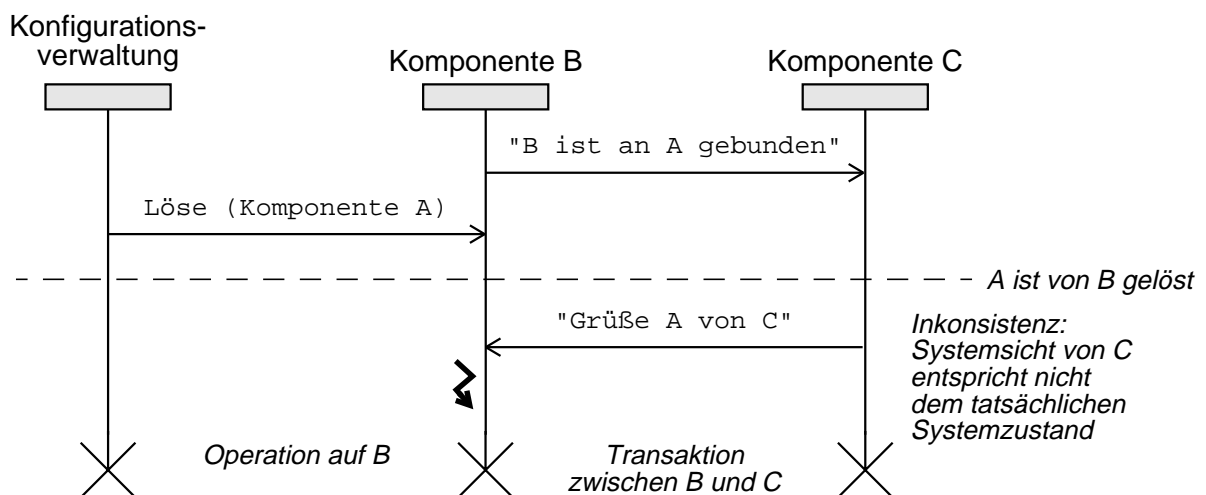 Konfigurations-
verwaltung
Komponente B
Komponente C
"B ist an A gebunden"
Löse (Komponente A)
A ist von B gelöst
"Grüße A von C"
Inkonsistenz:
Systemsicht von C
entspricht nicht
dem tatsächlichen
Systemzustand
Operation auf B
Transaktion
zwischen B und C